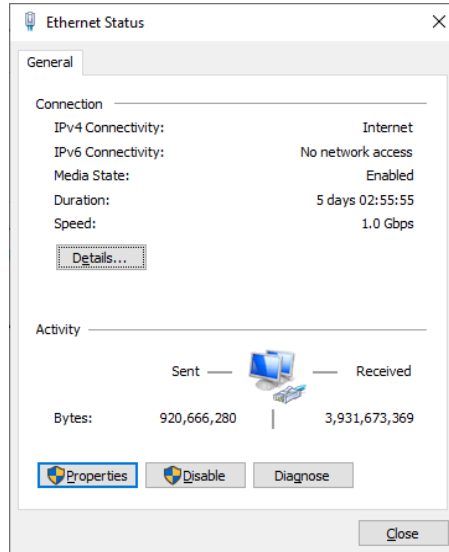 Ethernet Status
General
Connection
IPv4 Connectivity: Internet
IPv6 Connectivity: No network access
Media State: Enabled
Duration: 5 days 02:55:55
Speed: 1.0 Gbps
Details...
Activity
Sent Received
Bytes: 920,666,280 3,931,673,369
Properties Disable Diagnose
Close